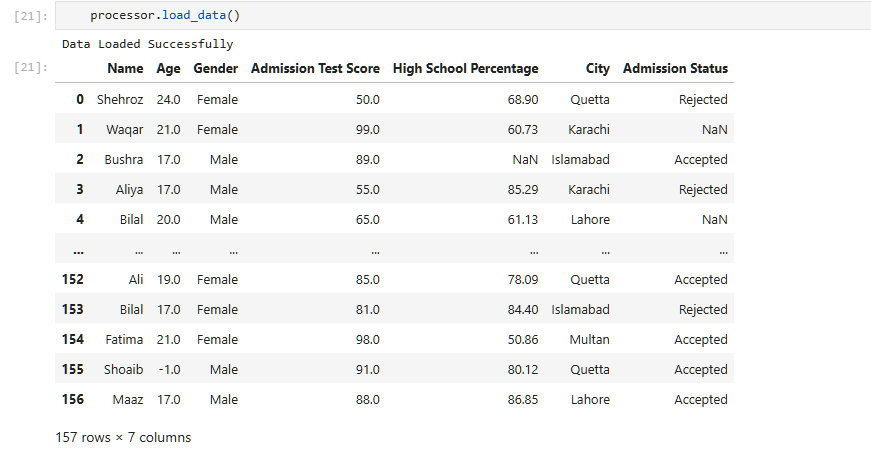 [21]: processor.load_data()
Data Loaded Successfully
[21]: Name Age Gender Admission Test Score High School Percentage City Admission Status
0 Shehroz 24.0 Female 50.0 68.90 Quetta Rejected
1 Waqar 21.0 Female 99.0 60.73 Karachi NaN
2 Bushra 17.0 Male 89.0 NaN Islamabad Accepted
3 Aliya 17.0 Male 55.0 85.29 Karachi Rejected
4 Bilal 20.0 Male 65.0 61.13 Lahore NaN
... ... ... ... ... ... ... ...
152 Ali 19.0 Female 85.0 78.09 Quetta Accepted
153 Bilal 17.0 Female 81.0 84.40 Islamabad Rejected
154 Fatima 21.0 Female 98.0 50.86 Multan Accepted
155 Shoaib -1.0 Male 91.0 80.12 Quetta Accepted
156 Maaz 17.0 Male 88.0 86.85 Lahore Accepted
157 rows × 7 columns